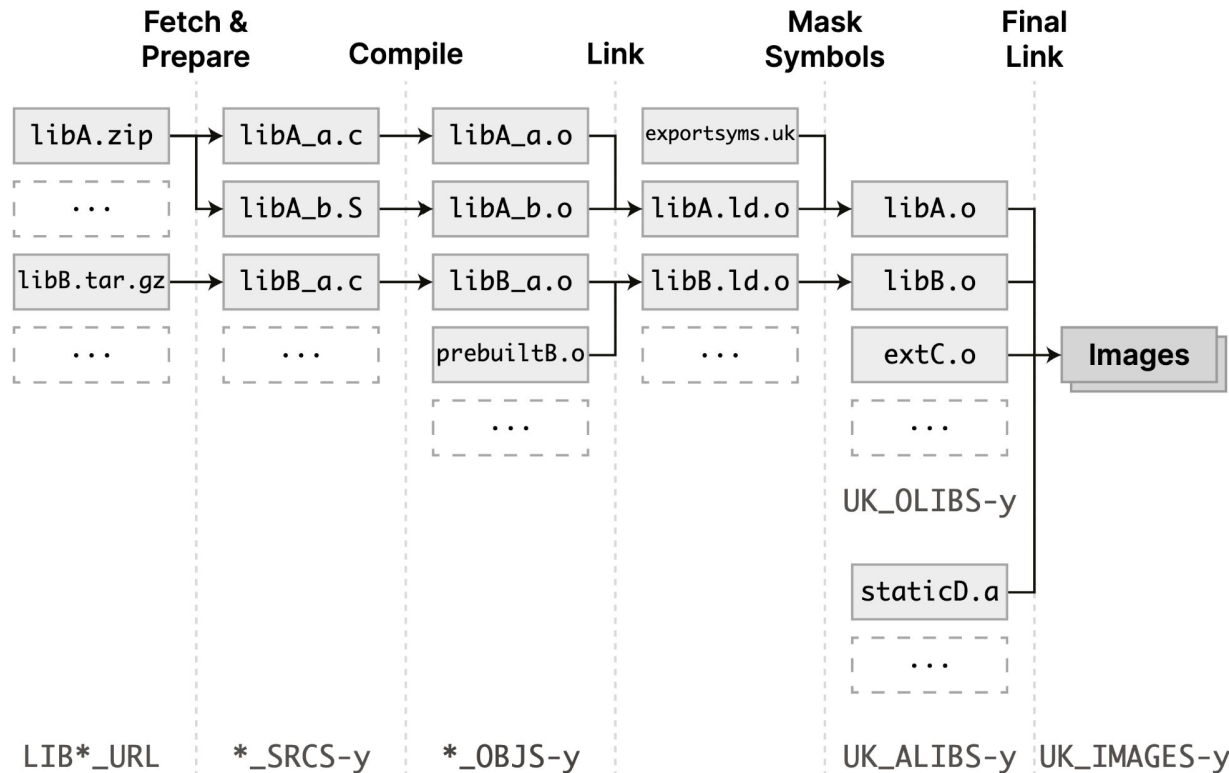 Fetch &
Prepare
Compile
Link
Mask
Symbols
Final
Link
libA.zip
libA_a.c
libA_a.o
exportsyms.uk
...
libA_b.S
libA_b.o
libA.ld.o
libA.o
libB.tar.gz
libB_a.c
libB_a.o
libB.ld.o
libB.o
...
...
prebuiltB.o
...
extC.o
Images
...
...
UK_OLIBS-y
staticD.a
...
LIB*_URL
*_SRCS-y
*_OBJS-y
UK_ALIBS-y
UK_IMAGES-y